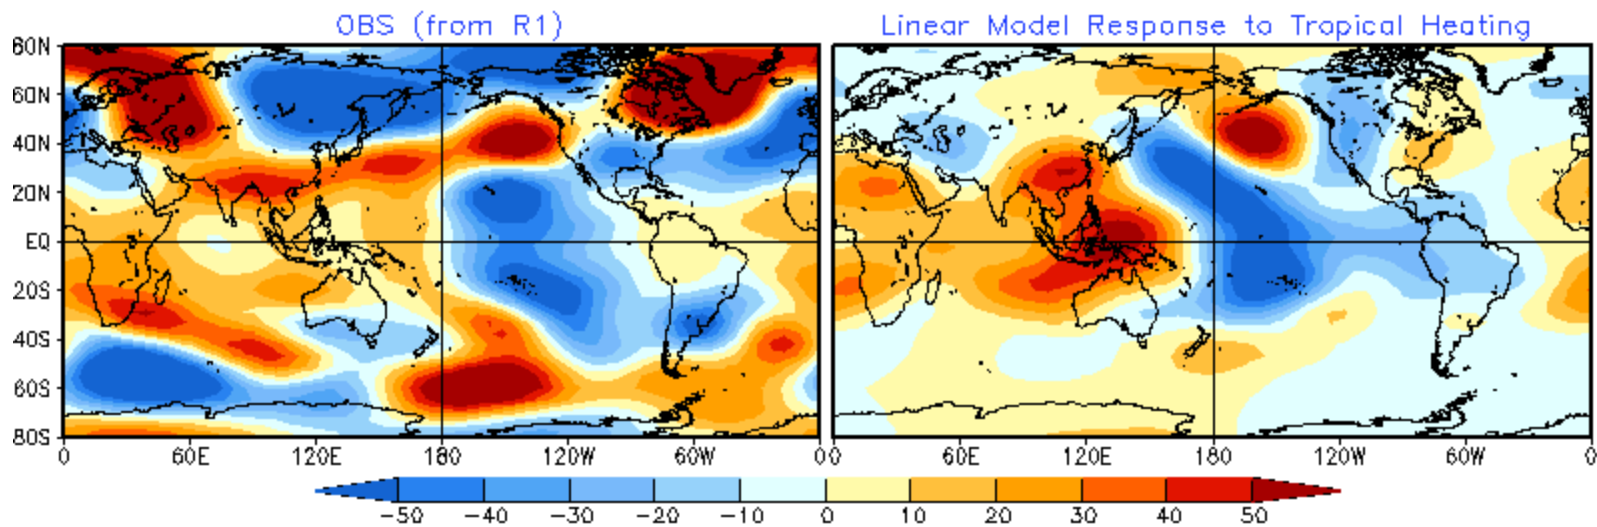 OBS (from R1)
Linear Model Response to Tropical Heating
80N
60N
40N
20N
EQ
20S
40S
60S
80S
0 60E 120E 180 120W 60W 0
0 60E 120E 180 120W 60W 0
-50 -40 -30 -20 -10 0 10 20 30 40 50